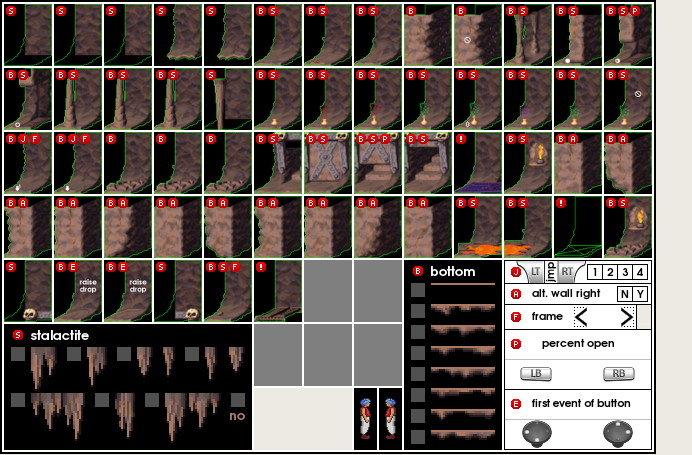 S S S S S B S B S B S B B B S B S B S P
B S B S B S B S S B S B S B S B S B S B S B S B S
B J F B J F B B B B S B S B S P B S ! B S B A B A
B A B A B A B A B A B A B A B A B A B S B S ! B S
S B E B E S B S F !
raise
drop
raise
drop
B bottom
J LT jmp RT 1 2 3 4
A alt. wall right N Y
F frame < >
P percent open
LB RB
E first event of button
S stalactite
no